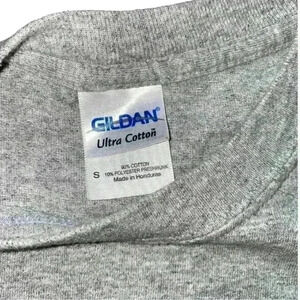 GILDAN
Ultra Cotton
90% COTTON
S 10% POLYESTER PRESHRUNK
Made in Honduras